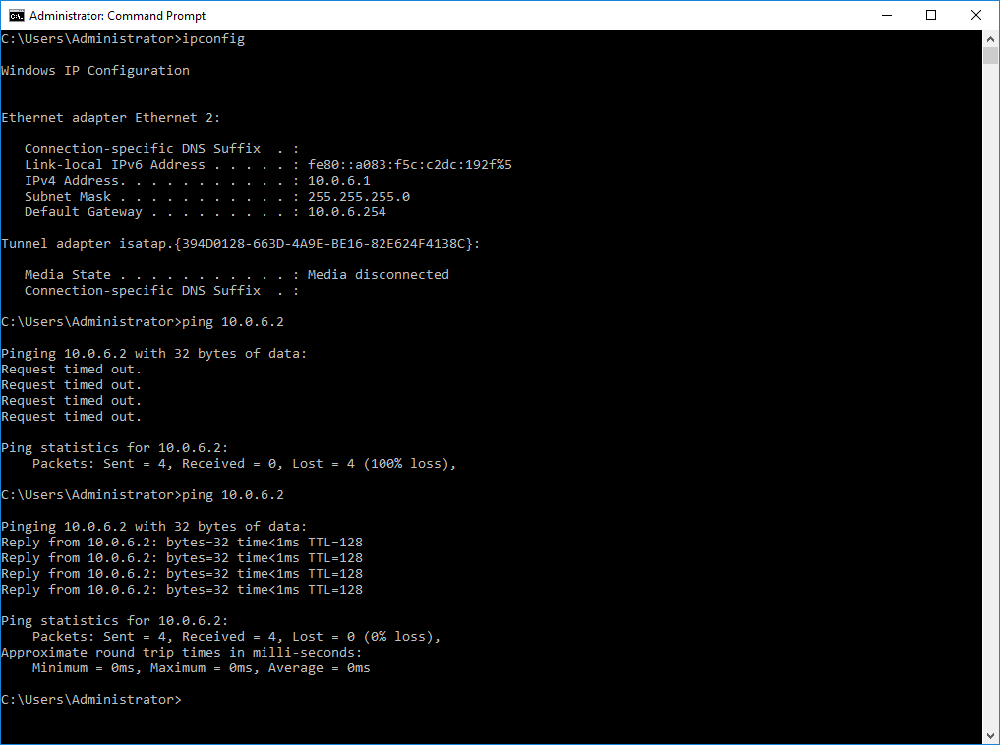 Administrator: Command Prompt
C:\Users\Administrator>ipconfig
Windows IP Configuration
Ethernet adapter Ethernet 2:
   Connection-specific DNS Suffix  . :
   Link-local IPv6 Address . . . . . : fe80::a083:f5c:c2dc:192f%5
   IPv4 Address. . . . . . . . . . . : 10.0.6.1
   Subnet Mask . . . . . . . . . . . : 255.255.255.0
   Default Gateway . . . . . . . . . : 10.0.6.254
Tunnel adapter isatap.{394D0128-663D-4A9E-BE16-82E624F4138C}:
   Media State . . . . . . . . . . . : Media disconnected
   Connection-specific DNS Suffix  . :
C:\Users\Administrator>ping 10.0.6.2
Pinging 10.0.6.2 with 32 bytes of data:
Request timed out.
Request timed out.
Request timed out.
Request timed out.
Ping statistics for 10.0.6.2:
    Packets: Sent = 4, Received = 0, Lost = 4 (100% loss),
C:\Users\Administrator>ping 10.0.6.2
Pinging 10.0.6.2 with 32 bytes of data:
Reply from 10.0.6.2: bytes=32 time<1ms TTL=128
Reply from 10.0.6.2: bytes=32 time<1ms TTL=128
Reply from 10.0.6.2: bytes=32 time<1ms TTL=128
Reply from 10.0.6.2: bytes=32 time<1ms TTL=128
Ping statistics for 10.0.6.2:
    Packets: Sent = 4, Received = 4, Lost = 0 (0% loss),
Approximate round trip times in milli-seconds:
    Minimum = 0ms, Maximum = 0ms, Average = 0ms
C:\Users\Administrator>